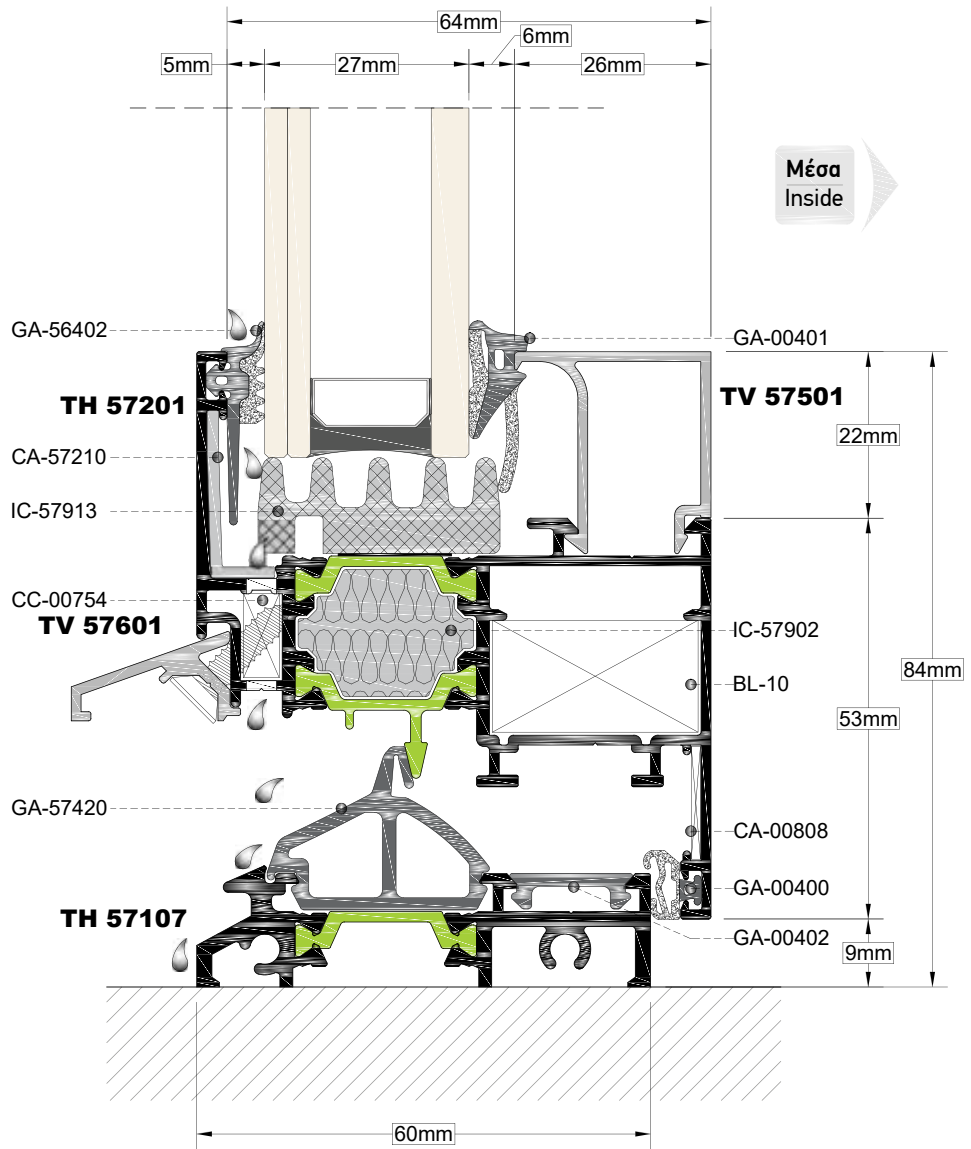 64mm
6mm
5mm
27mm
26mm
Μέσα
Inside
GA-56402
GA-00401
TH 57201
TV 57501
CA-57210
22mm
IC-57913
CC-00754
TV 57601
IC-57902
84mm
BL-10
53mm
GA-57420
CA-00808
GA-00400
TH 57107
GA-00402
9mm
60mm